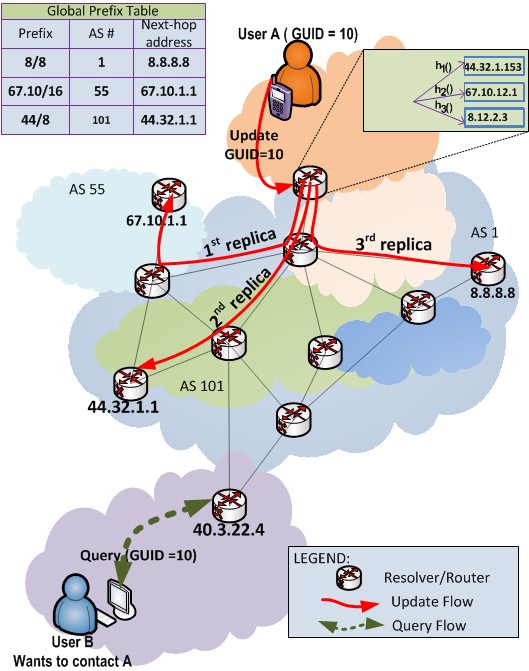 Global Prefix Table
Prefix AS # Next-hop address
8/8 1 8.8.8.8
67.10/16 55 67.10.1.1
44/8 101 44.32.1.1
User A ( GUID = 10)
h1() 44.32.1.153
h2() 67.10.12.1
h3() 8.12.2.3
Update
GUID=10
AS 55
67.10.1.1
1st replica
2nd replica
3rd replica
AS 1
8.8.8.8
AS 101
44.32.1.1
40.3.22.4
Query (GUID =10)
User B
Wants to contact A
LEGEND:
Resolver/Router
Update Flow
Query Flow